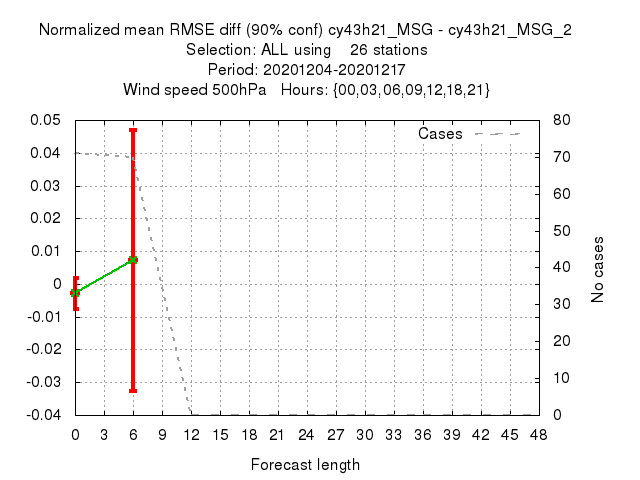 Normalized mean RMSE diff (90% conf) cy43h21_MSG - cy43h21_MSG_2
Selection: ALL using 26 stations
Period: 20201204-20201217
Wind speed 500hPa Hours: {00,03,06,09,12,18,21}
Cases
0.05
0.04
0.03
0.02
0.01
0
-0.01
-0.02
-0.03
-0.04
80
70
60
50
40
30
20
10
0
No cases
0 3 6 9 12 15 18 21 24 27 30 33 36 39 42 45 48
Forecast length